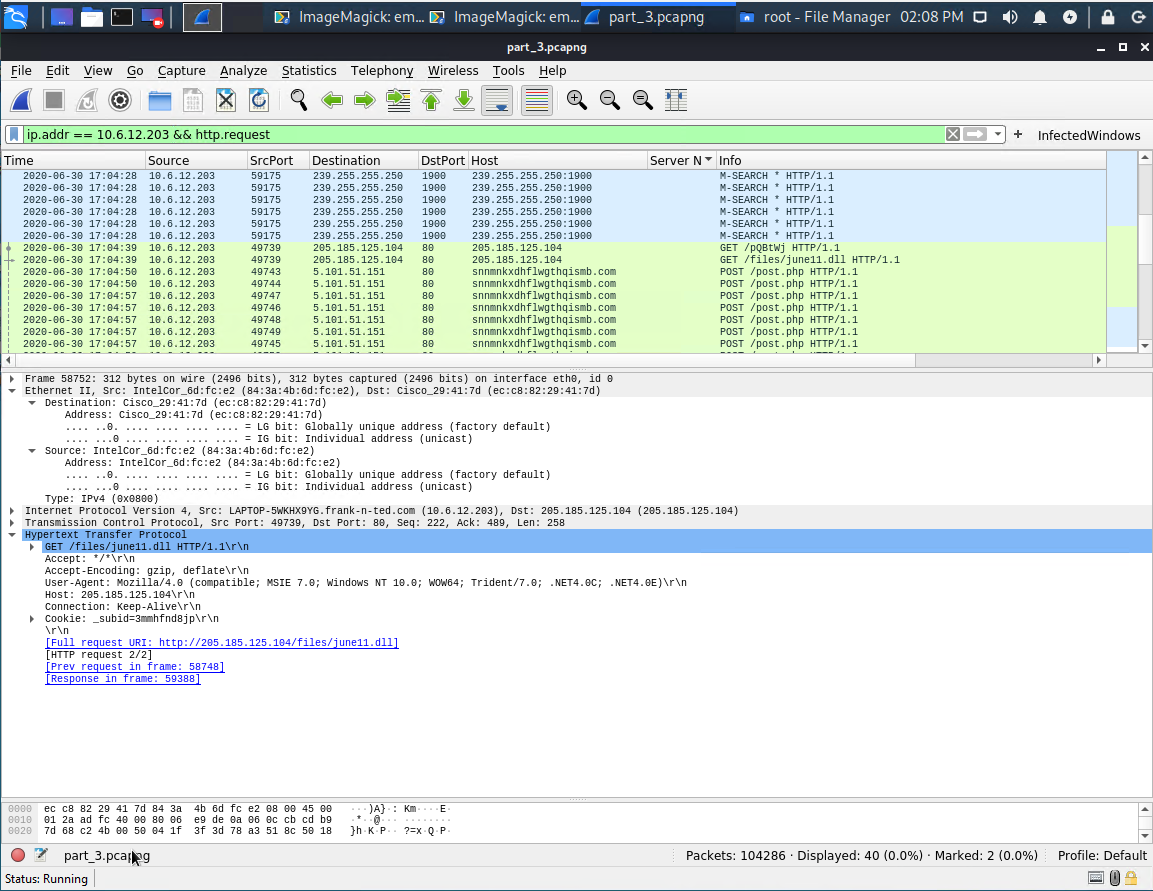 ImageMagick: em... ImageMagick: em... part_3.pcapng root - File Manager 02:08 PM
part_3.pcapng
File Edit View Go Capture Analyze Statistics Telephony Wireless Tools Help
ip.addr == 10.6.12.203 && http.request + InfectedWindows
Time Source SrcPort Destination DstPort Host Server N Info
2020-06-30 17:04:28 10.6.12.203 59175 239.255.255.250 1900 239.255.255.250:1900 M-SEARCH * HTTP/1.1
2020-06-30 17:04:28 10.6.12.203 59175 239.255.255.250 1900 239.255.255.250:1900 M-SEARCH * HTTP/1.1
2020-06-30 17:04:28 10.6.12.203 59175 239.255.255.250 1900 239.255.255.250:1900 M-SEARCH * HTTP/1.1
2020-06-30 17:04:28 10.6.12.203 59175 239.255.255.250 1900 239.255.255.250:1900 M-SEARCH * HTTP/1.1
2020-06-30 17:04:28 10.6.12.203 59175 239.255.255.250 1900 239.255.255.250:1900 M-SEARCH * HTTP/1.1
2020-06-30 17:04:28 10.6.12.203 59175 239.255.255.250 1900 239.255.255.250:1900 M-SEARCH * HTTP/1.1
2020-06-30 17:04:39 10.6.12.203 49739 205.185.125.104 80 205.185.125.104 GET /pQBtWj HTTP/1.1
2020-06-30 17:04:39 10.6.12.203 49739 205.185.125.104 80 205.185.125.104 GET /files/june11.dll HTTP/1.1
2020-06-30 17:04:50 10.6.12.203 49743 5.101.51.151 80 snnmnkxdhflwgthqismb.com POST /post.php HTTP/1.1
2020-06-30 17:04:50 10.6.12.203 49744 5.101.51.151 80 snnmnkxdhflwgthqismb.com POST /post.php HTTP/1.1
2020-06-30 17:04:57 10.6.12.203 49747 5.101.51.151 80 snnmnkxdhflwgthqismb.com POST /post.php HTTP/1.1
2020-06-30 17:04:57 10.6.12.203 49746 5.101.51.151 80 snnmnkxdhflwgthqismb.com POST /post.php HTTP/1.1
2020-06-30 17:04:57 10.6.12.203 49748 5.101.51.151 80 snnmnkxdhflwgthqismb.com POST /post.php HTTP/1.1
2020-06-30 17:04:57 10.6.12.203 49749 5.101.51.151 80 snnmnkxdhflwgthqismb.com POST /post.php HTTP/1.1
2020-06-30 17:04:57 10.6.12.203 49745 5.101.51.151 80 snnmnkxdhflwgthqismb.com POST /post.php HTTP/1.1
Frame 58752: 312 bytes on wire (2496 bits), 312 bytes captured (2496 bits) on interface eth0, id 0
Ethernet II, Src: IntelCor_6d:fc:e2 (84:3a:4b:6d:fc:e2), Dst: Cisco_29:41:7d (ec:c8:82:29:41:7d)
Destination: Cisco_29:41:7d (ec:c8:82:29:41:7d)
Address: Cisco_29:41:7d (ec:c8:82:29:41:7d)
.... ..0. .... .... .... .... = LG bit: Globally unique address (factory default)
.... ...0 .... .... .... .... = IG bit: Individual address (unicast)
Source: IntelCor_6d:fc:e2 (84:3a:4b:6d:fc:e2)
Address: IntelCor_6d:fc:e2 (84:3a:4b:6d:fc:e2)
.... ..0. .... .... .... .... = LG bit: Globally unique address (factory default)
.... ...0 .... .... .... .... = IG bit: Individual address (unicast)
Type: IPv4 (0x0800)
Internet Protocol Version 4, Src: LAPTOP-5WKHX9YG.frank-n-ted.com (10.6.12.203), Dst: 205.185.125.104 (205.185.125.104)
Transmission Control Protocol, Src Port: 49739, Dst Port: 80, Seq: 222, Ack: 489, Len: 258
Hypertext Transfer Protocol
GET /files/june11.dll HTTP/1.1\r\n
Accept: */*\r\n
Accept-Encoding: gzip, deflate\r\n
User-Agent: Mozilla/4.0 (compatible; MSIE 7.0; Windows NT 10.0; WOW64; Trident/7.0; .NET4.0C; .NET4.0E)\r\n
Host: 205.185.125.104\r\n
Connection: Keep-Alive\r\n
Cookie: _subid=3mmhfnd8jp\r\n
\r\n
[Full request URI: http://205.185.125.104/files/june11.dll]
[HTTP request 2/2]
[Prev request in frame: 58748]
[Response in frame: 59388]
0000 ec c8 82 29 41 7d 84 3a 4b 6d fc e2 08 00 45 00 ···)A}·: Km····E·
0010 01 2a ad fc 40 00 80 06 e9 de 0a 06 0c cb cd b9 ·*··@··· ········
0020 7d 68 c2 4b 00 50 04 1f 3f 3d 78 a3 51 8c 50 18 }h·K·P·· ?=x·Q·P·
part_3.pcapng Packets: 104286 · Displayed: 40 (0.0%) · Marked: 2 (0.0%) Profile: Default
Status: Running